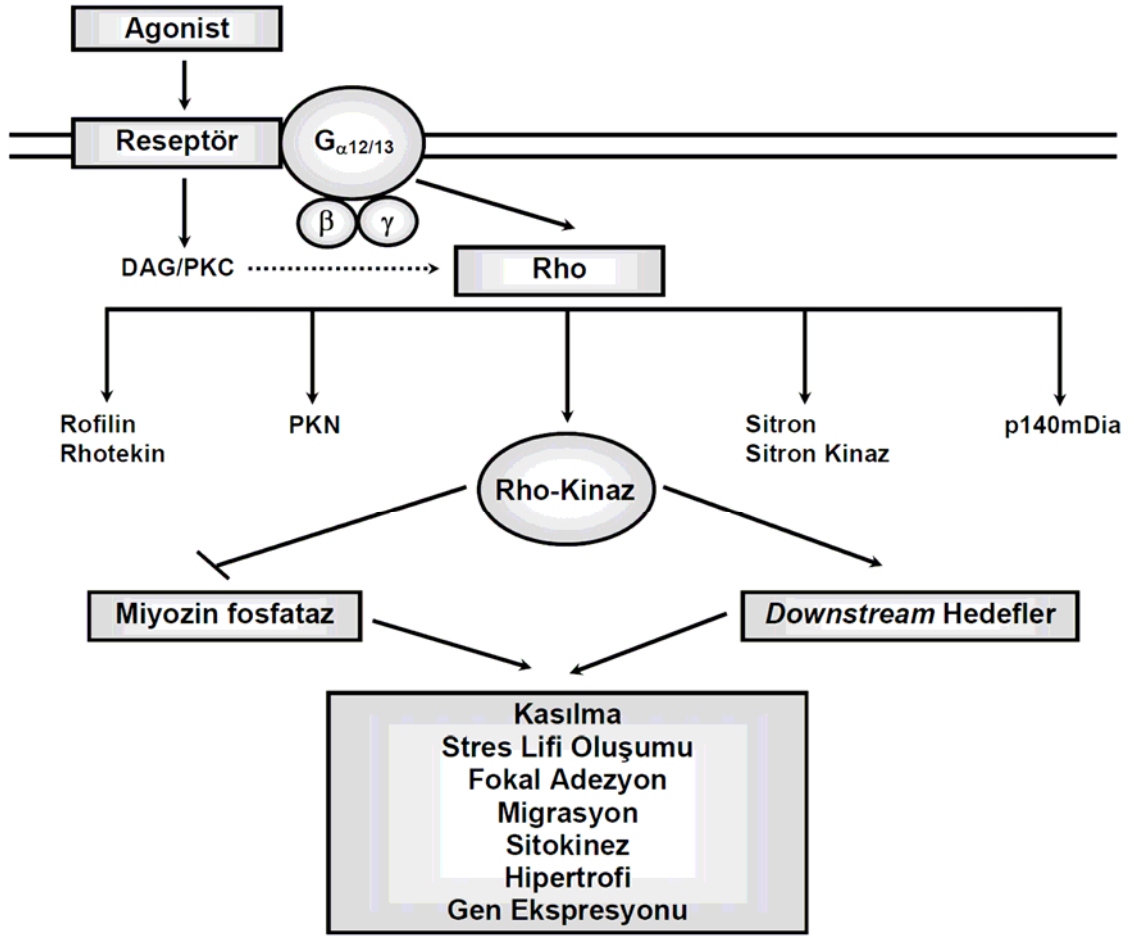 Agonist
Reseptör
Gα12/13
β
γ
DAG/PKC
Rho
Rofilin
Rhotekin
PKN
Sitron
Sitron Kinaz
p140mDia
Rho-Kinaz
Miyozin fosfataz
Downstream Hedefler
Kasılma
Stres Lifi Oluşumu
Fokal Adezyon
Migrasyon
Sitokinez
Hipertrofi
Gen Ekspresyonu